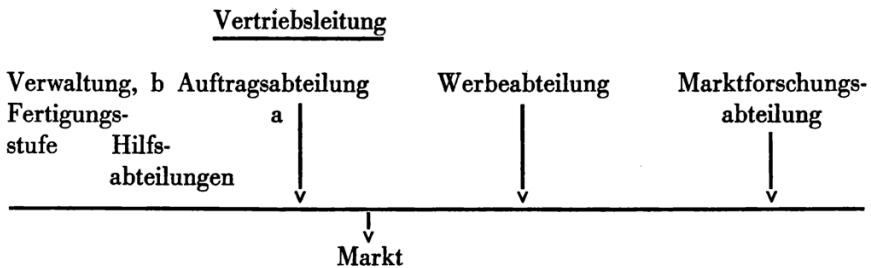 Vertriebsleitung
Verwaltung, b Auftragsabteilung Werbeabteilung Marktforschungs-
Fertigungs- a abteilung
stufe Hilfs-
abteilungen
Markt